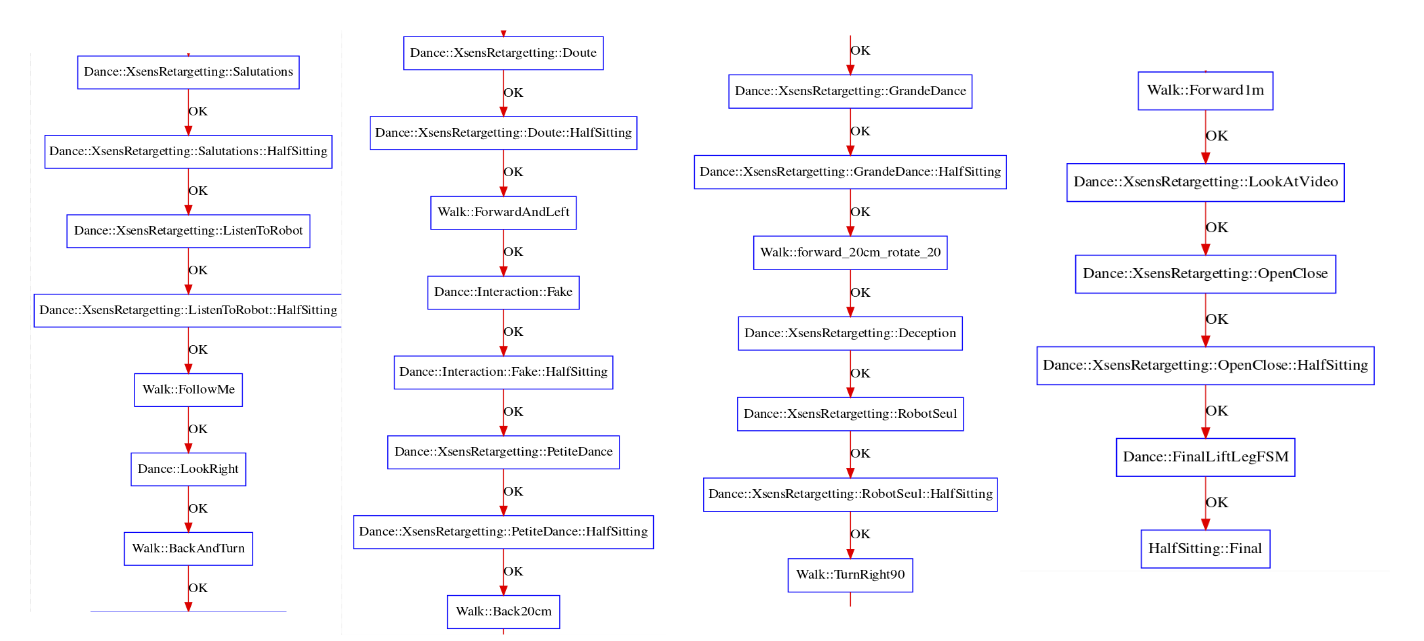 Dance::XsensRetargetting::Salutations
OK
Dance::XsensRetargetting::Salutations::HalfSitting
OK
Dance::XsensRetargetting::ListenToRobot
OK
Dance::XsensRetargetting::ListenToRobot::HalfSitting
OK
Walk::FollowMe
OK
Dance::LookRight
OK
Walk::BackAndTurn
OK
Dance::XsensRetargetting::Doute
OK
Dance::XsensRetargetting::Doute::HalfSitting
OK
Walk::ForwardAndLeft
OK
Dance::Interaction::Fake
OK
Dance::Interaction::Fake::HalfSitting
OK
Dance::XsensRetargetting::PetiteDance
OK
Dance::XsensRetargetting::PetiteDance::HalfSitting
OK
Walk::Back20cm
OK
Dance::XsensRetargetting::GrandeDance
OK
Dance::XsensRetargetting::GrandeDance::HalfSitting
OK
Walk::forward_20cm_rotate_20
OK
Dance::XsensRetargetting::Deception
OK
Dance::XsensRetargetting::RobotSeul
OK
Dance::XsensRetargetting::RobotSeul::HalfSitting
OK
Walk::TurnRight90
Walk::Forward1m
OK
Dance::XsensRetargetting::LookAtVideo
OK
Dance::XsensRetargetting::OpenClose
OK
Dance::XsensRetargetting::OpenClose::HalfSitting
OK
Dance::FinalLiftLegFSM
OK
HalfSitting::Final